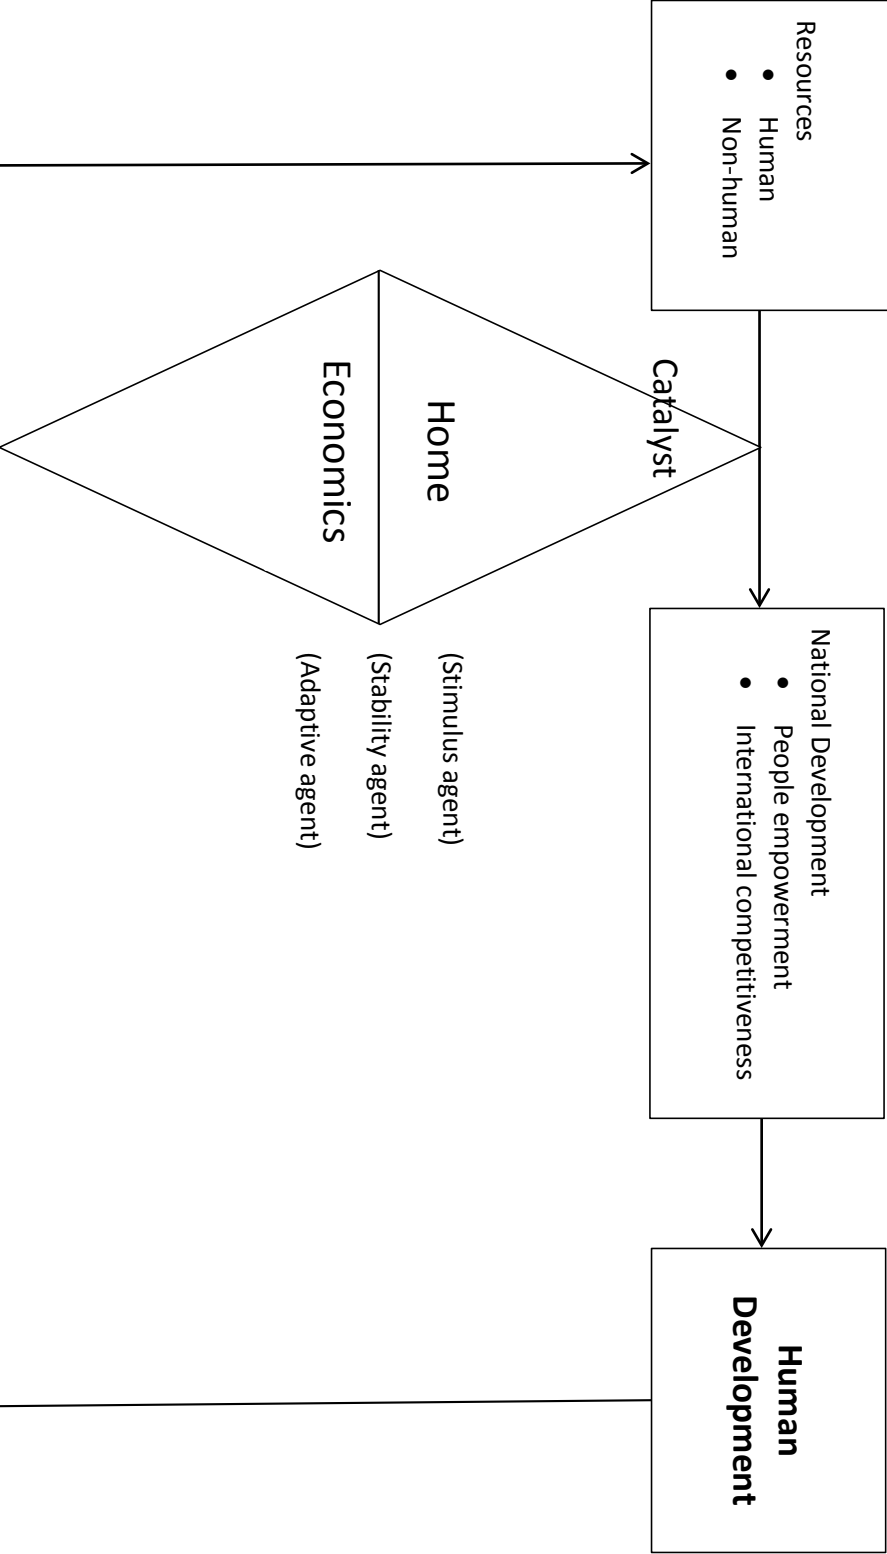 Resources
• Human
• Non-human
Catalyst
Home
Economics
(Stimulus agent)
(Stability agent)
(Adaptive agent)
National Development
• People empowerment
• International competitiveness
Human
Development